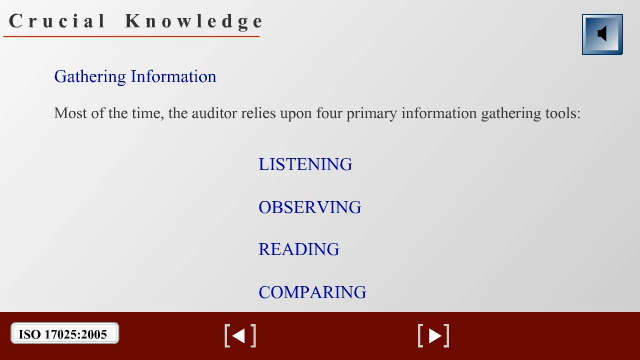 Crucial Knowledge
Gathering Information
Most of the time, the auditor relies upon four primary information gathering tools:
LISTENING
OBSERVING
READING
COMPARING
ISO 17025:2005